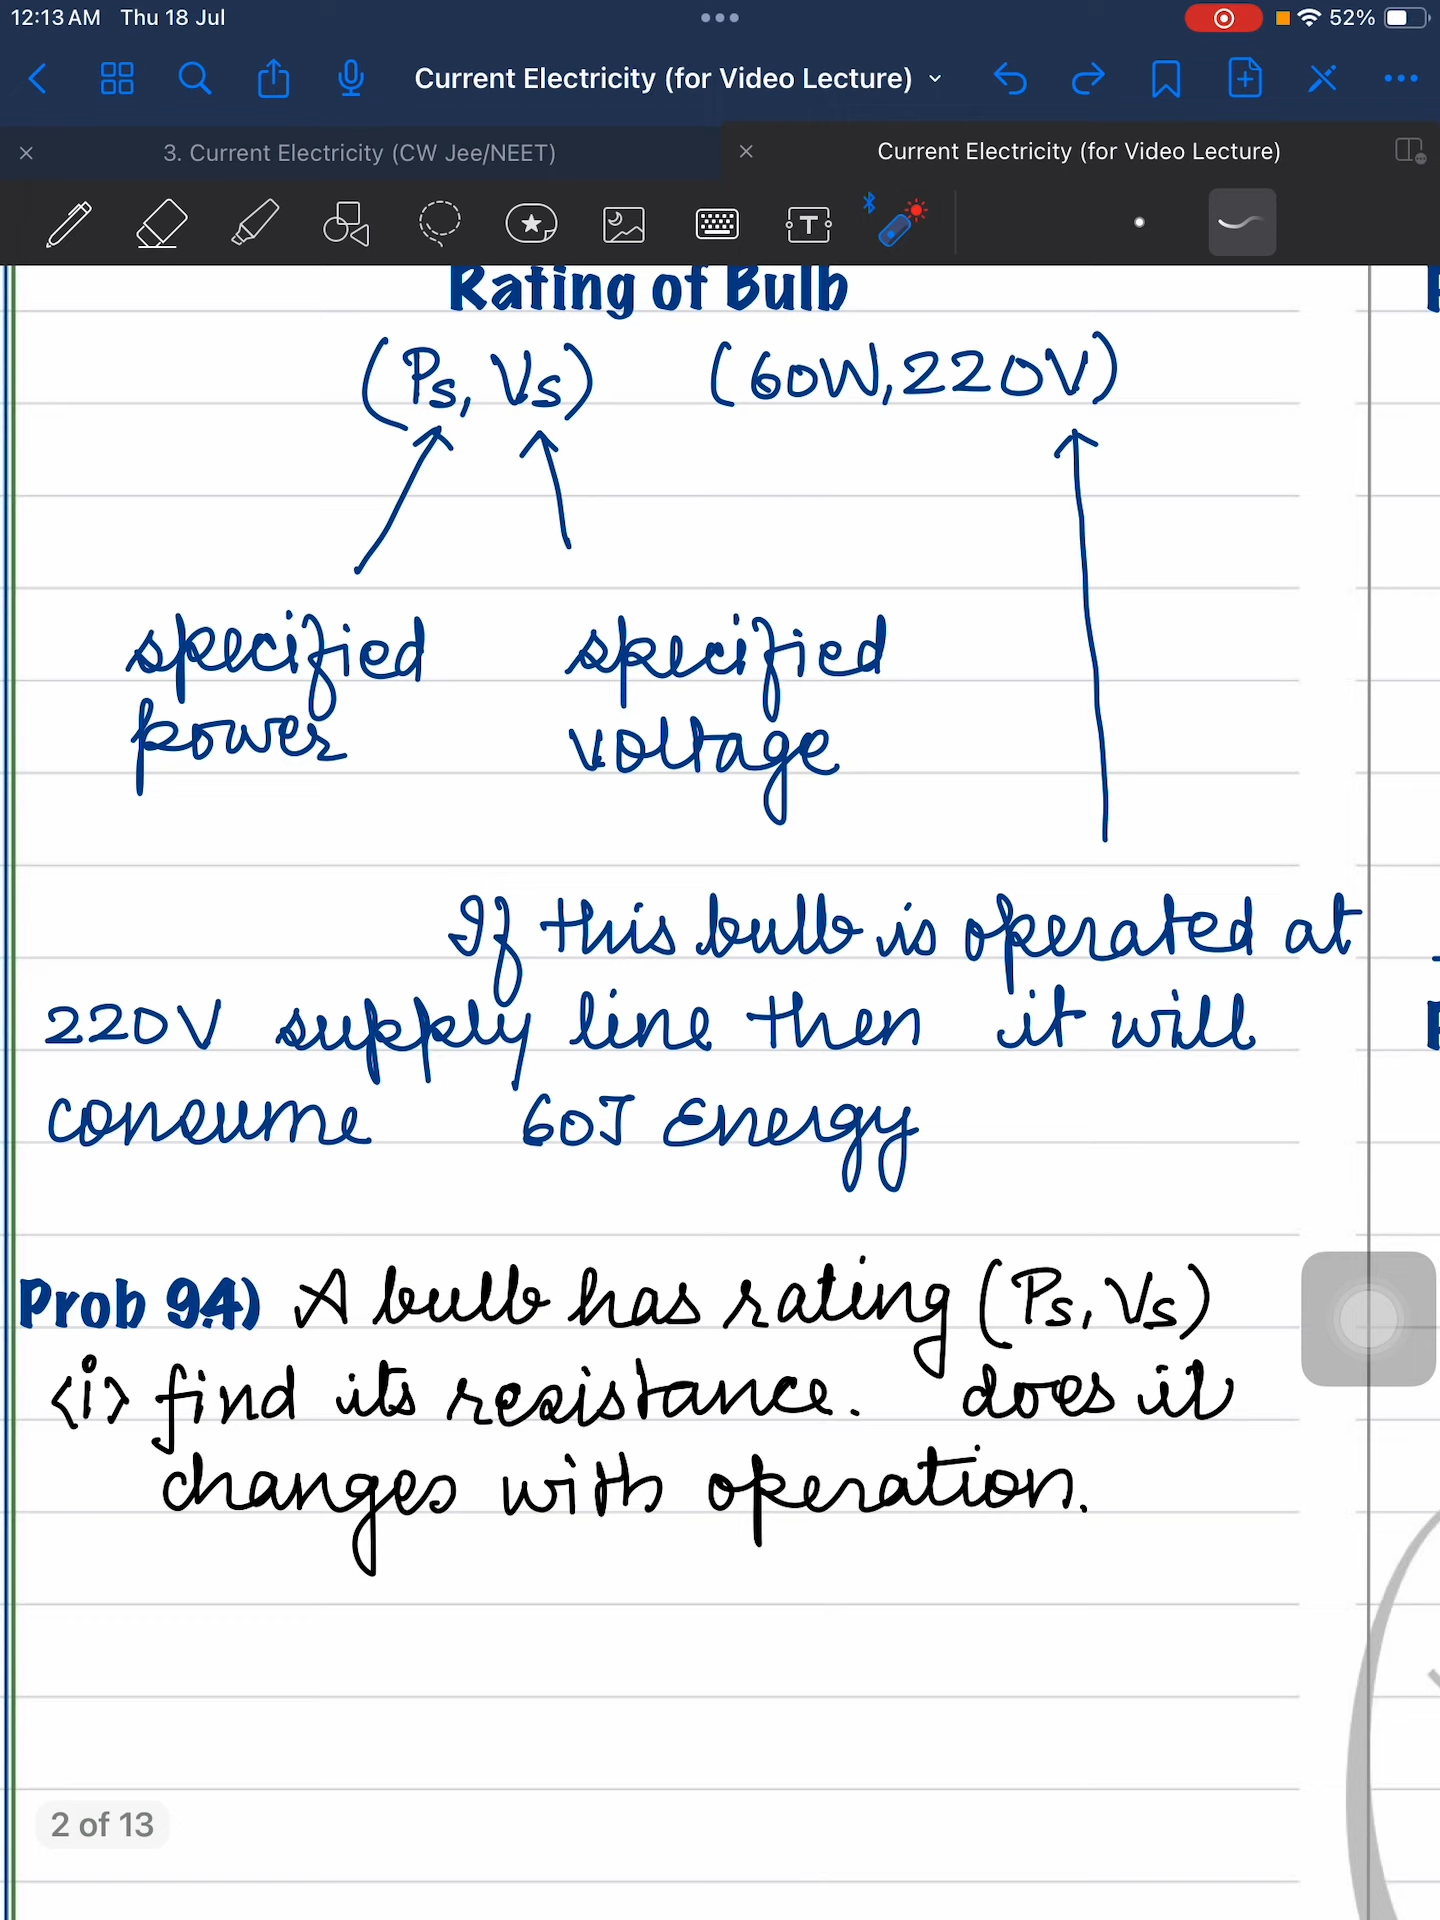 12:13 AM Thu 18 Jul 52%
Current Electricity (for Video Lecture)
3. Current Electricity (CW Jee/NEET) Current Electricity (for Video Lecture)
T
Rating of Bulb
(Ps, Vs) (60W, 220V)
specified specified
power voltage
If this bulb is operated at
220V supply line then it will
consume 60J Energy
Prob 94) A bulb has rating (Ps, Vs)
<i> find its resistance. does it
changes with operation.
2 of 13